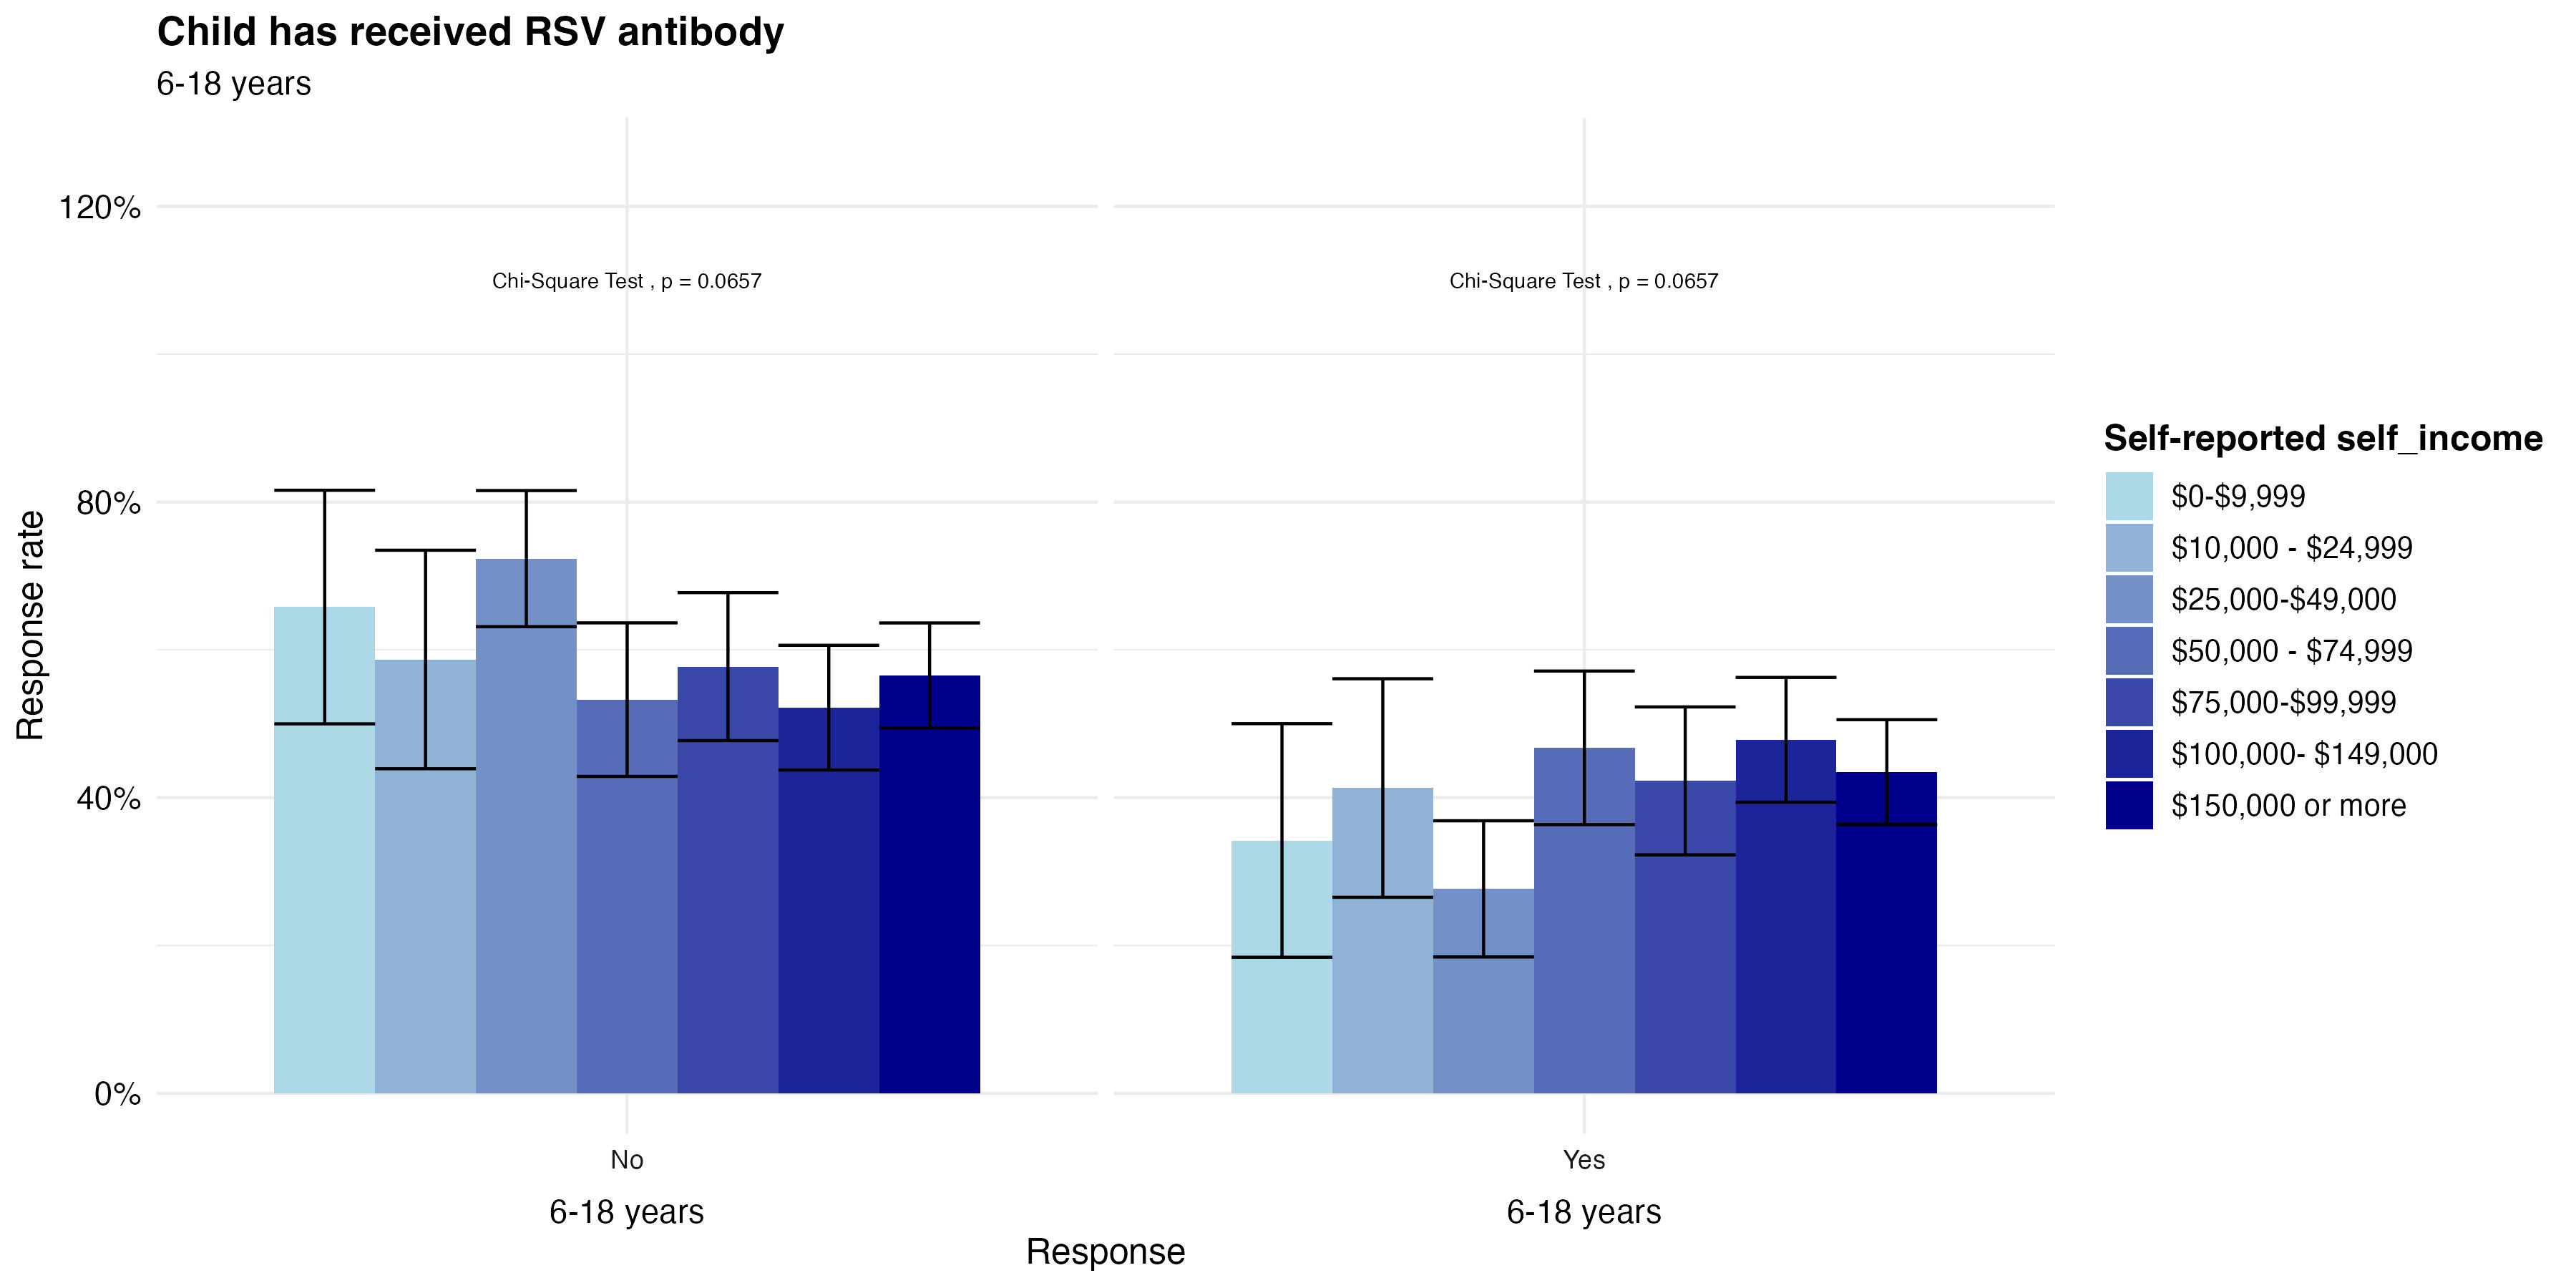 Child has received RSV antibody
6-18 years
Response rate
120%
80%
40%
0%
Chi-Square Test , p = 0.0657
Chi-Square Test , p = 0.0657
No
Yes
6-18 years
6-18 years
Response
Self-reported self_income
$0-$9,999
$10,000 - $24,999
$25,000-$49,000
$50,000 - $74,999
$75,000-$99,999
$100,000- $149,000
$150,000 or more